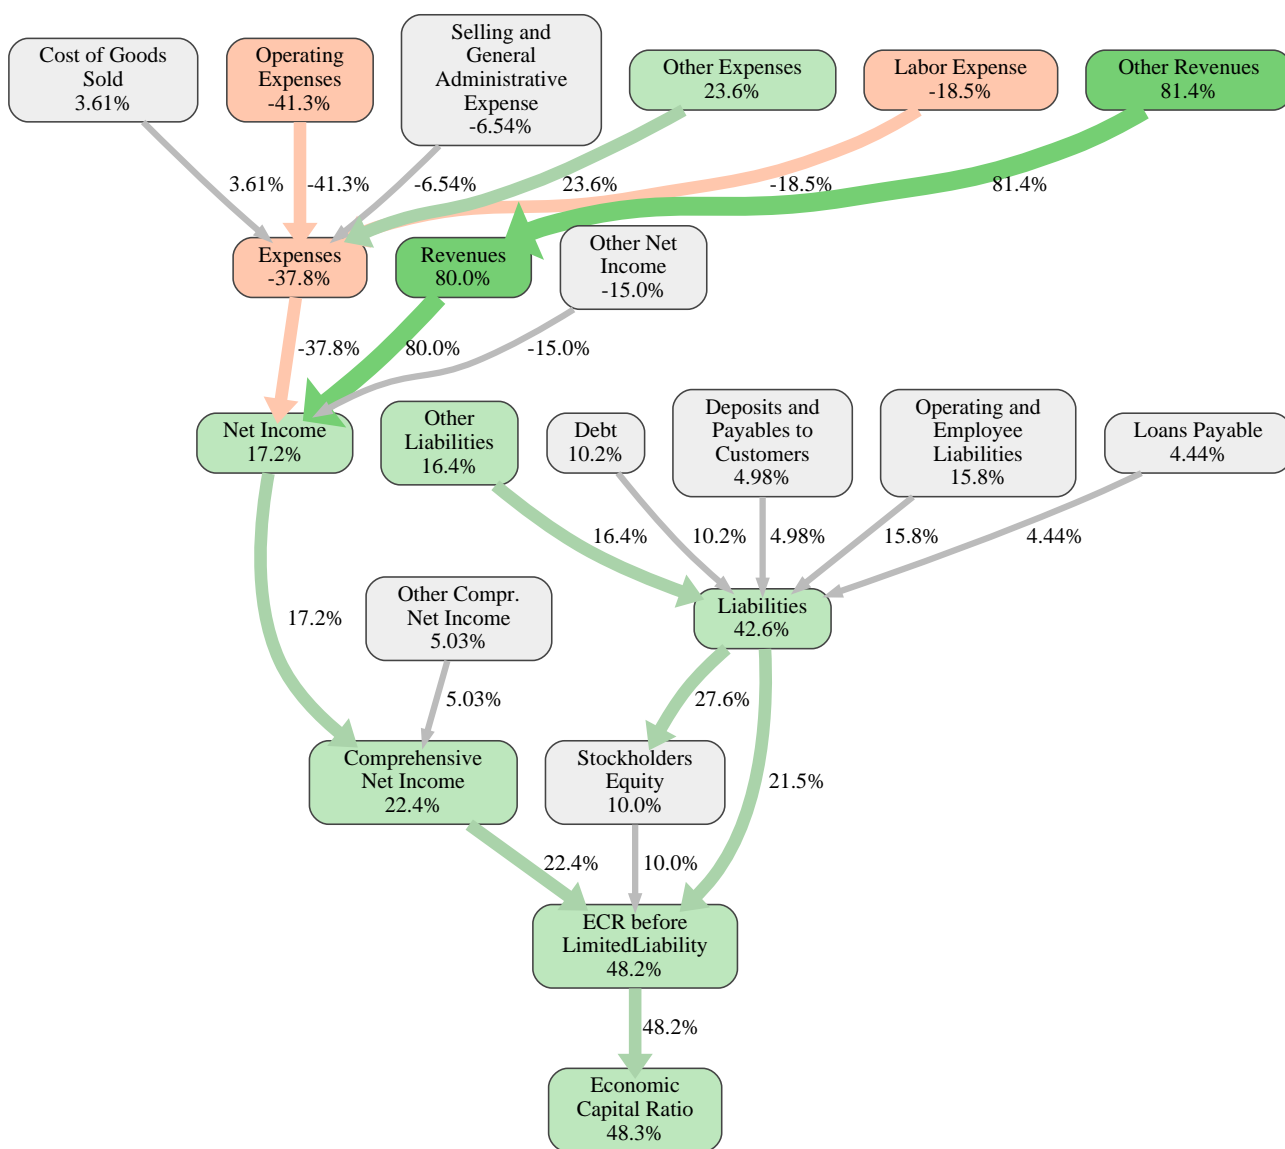 Cost of Goods
Sold
3.61%
Operating
Expenses
-41.3%
Selling and
General
Administrative
Expense
-6.54%
Other Expenses
23.6%
Labor Expense
-18.5%
Other Revenues
81.4%
3.61%
-41.3%
-6.54%
23.6%
-18.5%
81.4%
Expenses
-37.8%
Revenues
80.0%
Other Net
Income
-15.0%
-37.8%
80.0%
-15.0%
Net Income
17.2%
Other
Liabilities
16.4%
Debt
10.2%
Deposits and
Payables to
Customers
4.98%
Operating and
Employee
Liabilities
15.8%
Loans Payable
4.44%
16.4%
10.2%
4.98%
15.8%
4.44%
17.2%
Other Compr.
Net Income
5.03%
Liabilities
42.6%
5.03%
27.6%
21.5%
Comprehensive
Net Income
22.4%
Stockholders
Equity
10.0%
22.4%
10.0%
ECR before
LimitedLiability
48.2%
48.2%
Economic
Capital Ratio
48.3%